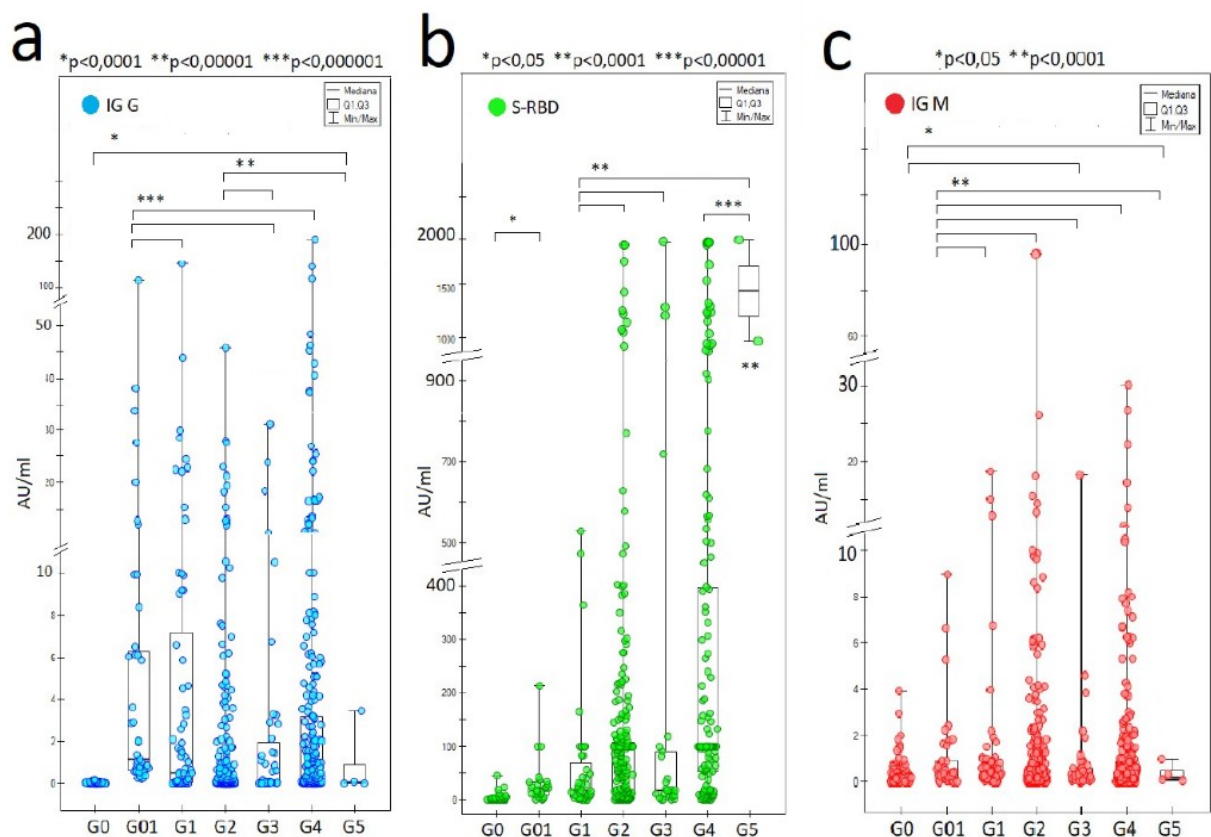 a
*p<0,0001 **p<0,00001 ***p<0,000001
IG G
Mediana
Q1,Q3
Min/Max
*
**
***
200
100
50
40
30
20
10
8
6
4
2
0
AU/ml
G0 G01 G1 G2 G3 G4 G5
b
*p<0,05 **p<0,0001 ***p<0,00001
S-RBD
Mediana
Q1,Q3
Min/Max
**
*
***
2000
1500
1000
**
900
700
500
400
300
200
100
0
AU/ml
G0 G01 G1 G2 G3 G4 G5
c
*p<0,05 **p<0,0001
IG M
Mediana
Q1,Q3
Min/Max
*
**
100
60
30
20
10
8
6
4
2
0
AU/ml
G0 G01 G1 G2 G3 G4 G5